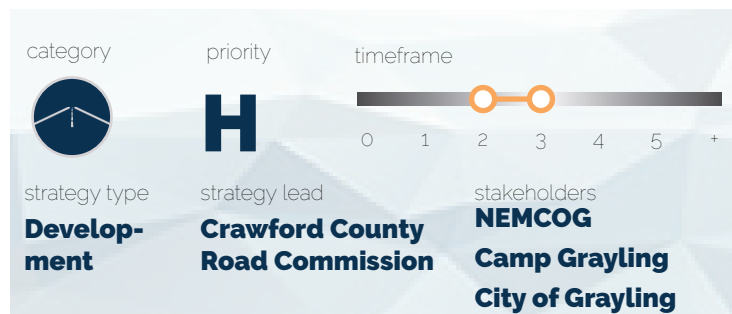 category
priority
timeframe
H
0 1 2 3 4 5 +
strategy type
strategy lead
stakeholders
Develop-
ment
Crawford County
Road Commission
NEMCOG
Camp Grayling
City of Grayling